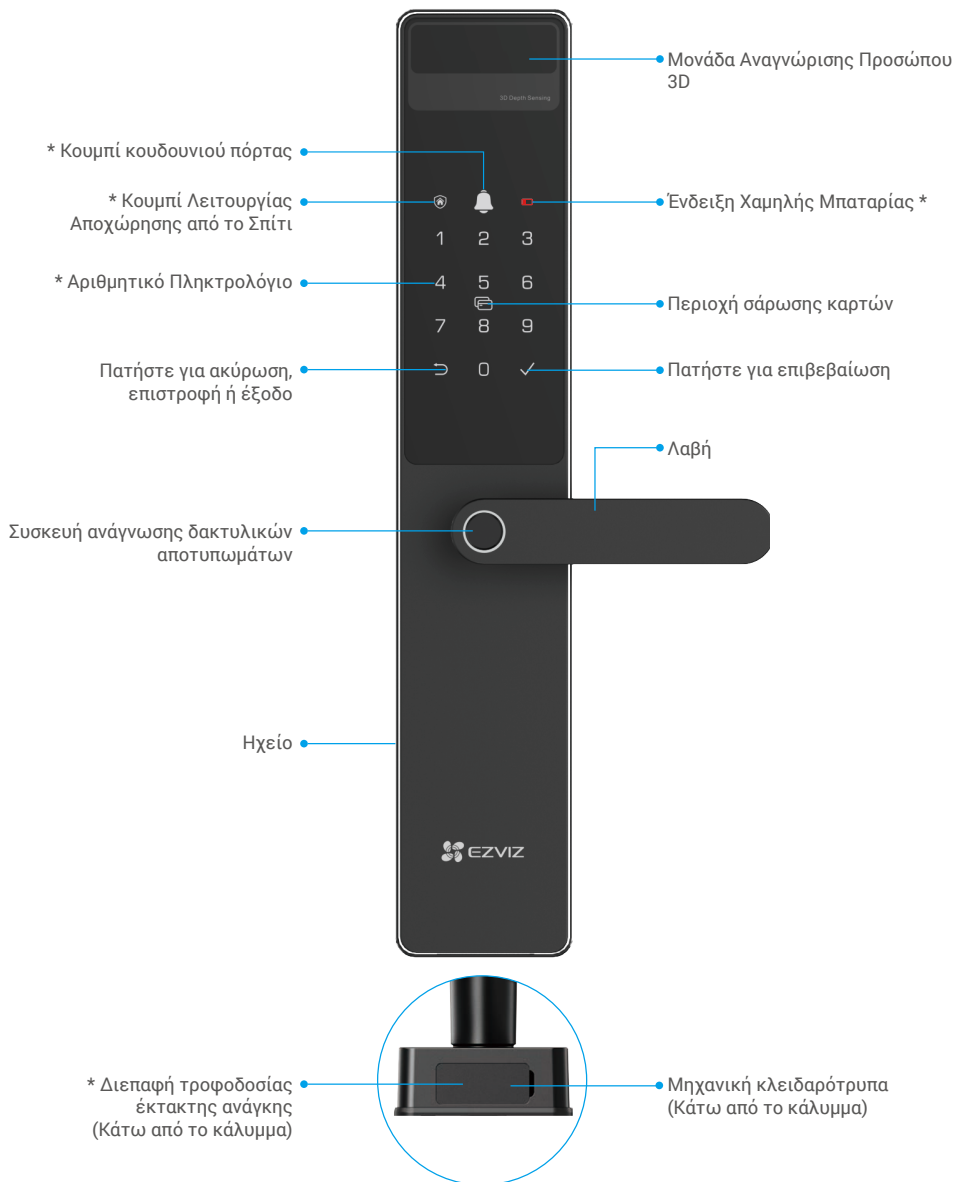 Μονάδα Αναγνώρισης Προσώπου
3D
3D Depth Sensing
* Κουμπί κουδουνιού πόρτας
* Κουμπί Λειτουργίας
Αποχώρησης από το Σπίτι
Ένδειξη Χαμηλής Μπαταρίας *
1 2 3
* Αριθμητικό Πληκτρολόγιο
4 5 6
Περιοχή σάρωσης καρτών
7 8 9
Πατήστε για ακύρωση,
επιστροφή ή έξοδο
0
Πατήστε για επιβεβαίωση
Λαβή
Συσκευή ανάγνωσης δακτυλικών
αποτυπωμάτων
Ηχείο
EZVIZ
* Διεπαφή τροφοδοσίας
έκτακτης ανάγκης
(Κάτω από το κάλυμμα)
Μηχανική κλειδαρότρυπα
(Κάτω από το κάλυμμα)